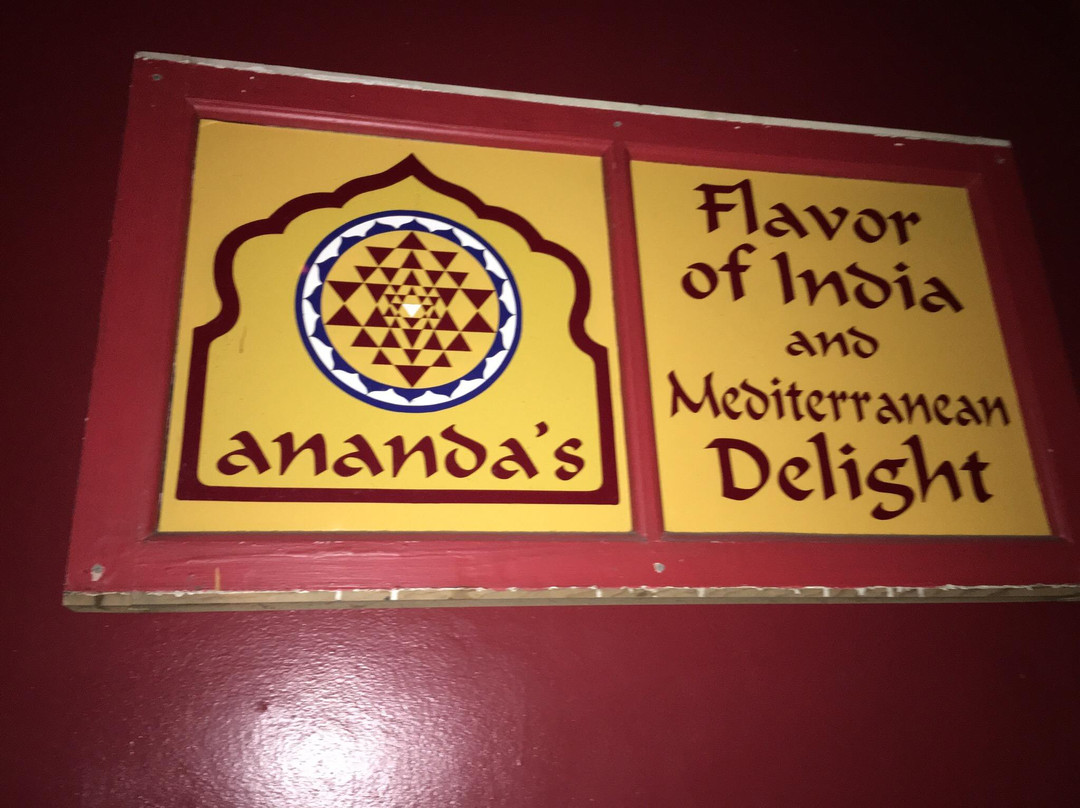 ananda's
Flavor
of India
and
Mediterranean
Delight